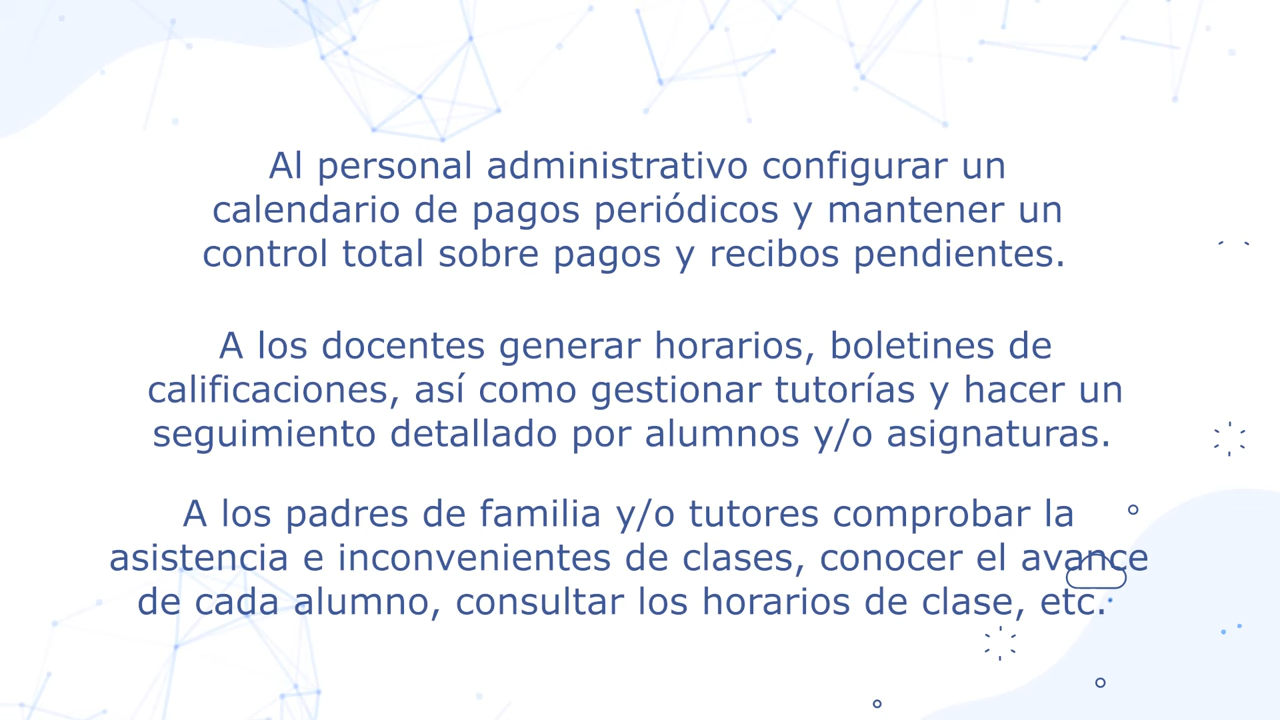 Al personal administrativo configurar un
calendario de pagos periódicos y mantener un
control total sobre pagos y recibos pendientes.
A los docentes generar horarios, boletines de
calificaciones, así como gestionar tutorías y hacer un
seguimiento detallado por alumnos y/o asignaturas.
A los padres de familia y/o tutores comprobar la
asistencia e inconvenientes de clases, conocer el avance
de cada alumno, consultar los horarios de clase, etc.